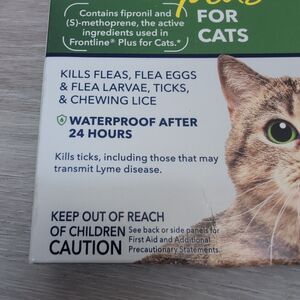 Contains fipronil and
(S)-methoprene, the active
ingredients used in
Frontline® Plus for Cats.*
plus
FOR
CATS
KILLS FLEAS, FLEA EGGS
& FLEA LARVAE, TICKS,
& CHEWING LICE
WATERPROOF AFTER
24 HOURS
Kills ticks, including those that may
transmit Lyme disease.
KEEP OUT OF REACH
OF CHILDREN
CAUTION
See back or side panels for
First Aid and Additional
Precautionary Statements.